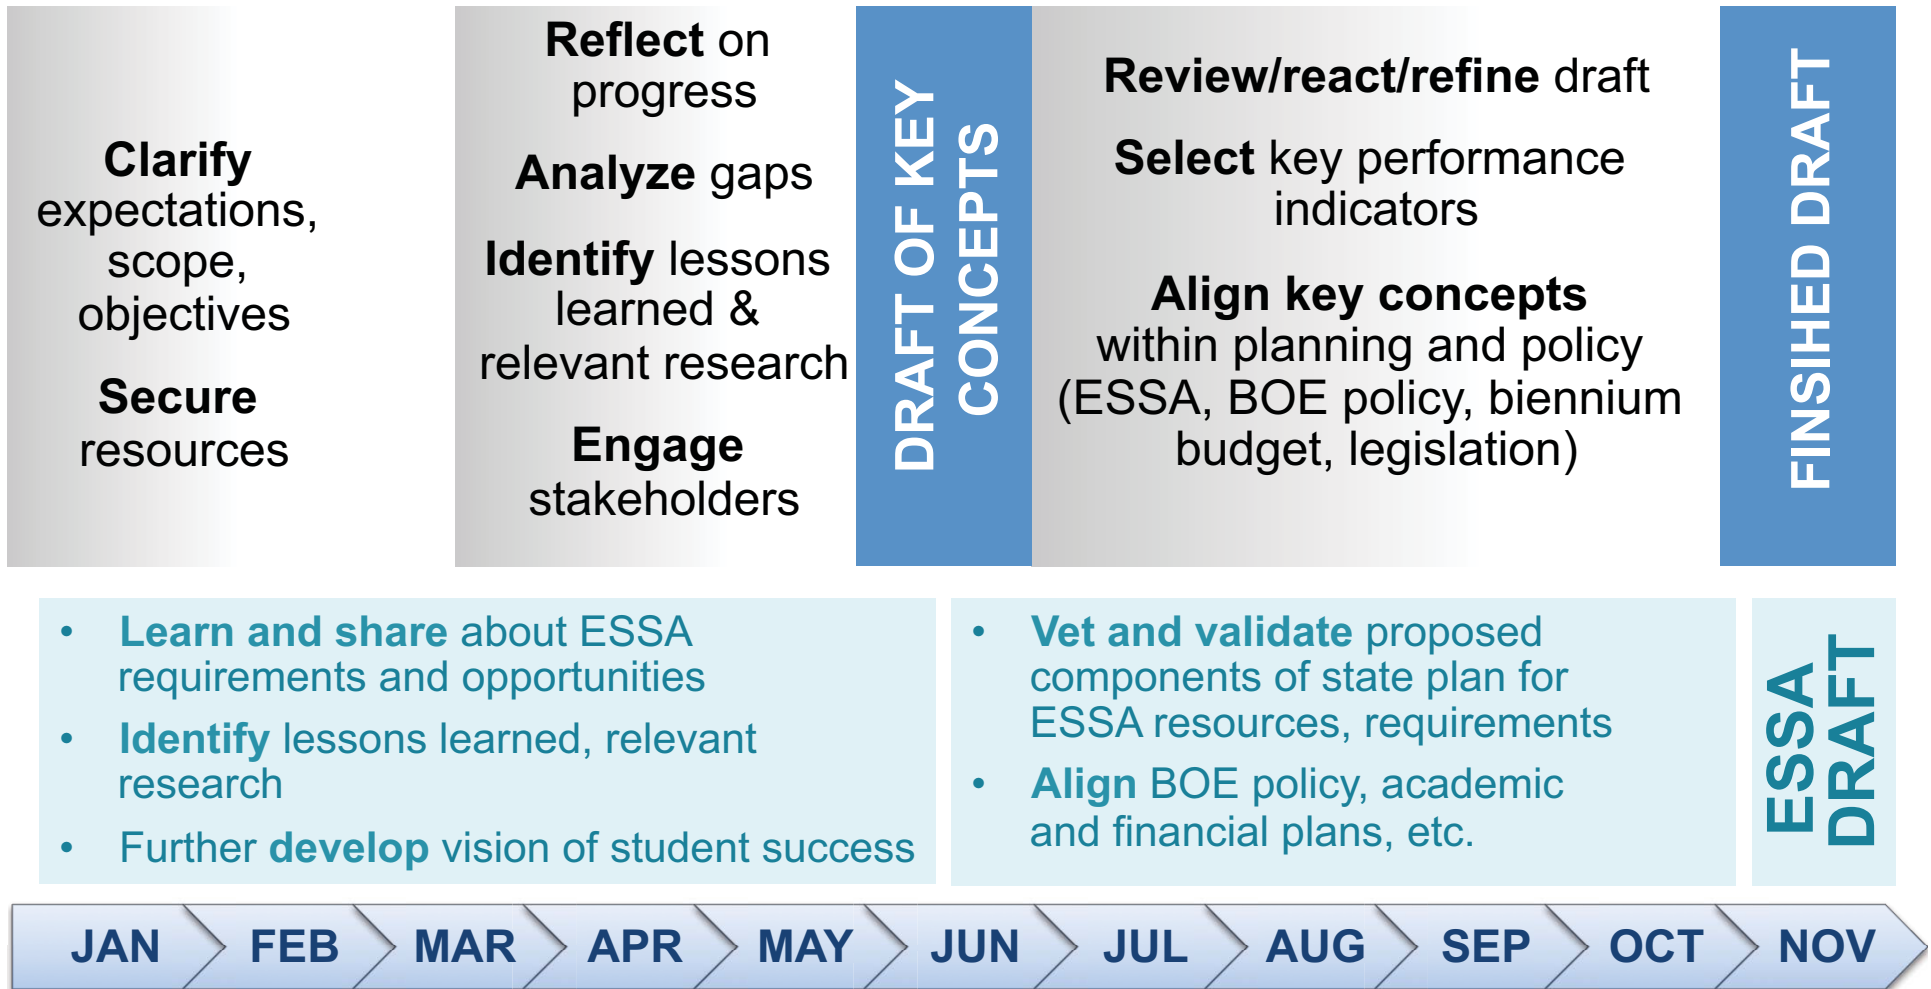 Clarify
expectations,
scope,
objectives
Secure
resources
Reflect on
progress
Analyze gaps
Identify lessons
learned &
relevant research
Engage
stakeholders
DRAFT OF KEY
CONCEPTS
Review/react/refine draft
Select key performance
indicators
Align key concepts
within planning and policy
(ESSA, BOE policy, biennium
budget, legislation)
FINSIHED DRAFT
• Learn and share about ESSA
requirements and opportunities
• Identify lessons learned, relevant
research
• Further develop vision of student success
• Vet and validate proposed
components of state plan for
ESSA resources, requirements
• Align BOE policy, academic
and financial plans, etc.
ESSA
DRAFT
JAN FEB MAR APR MAY JUN JUL AUG SEP OCT NOV